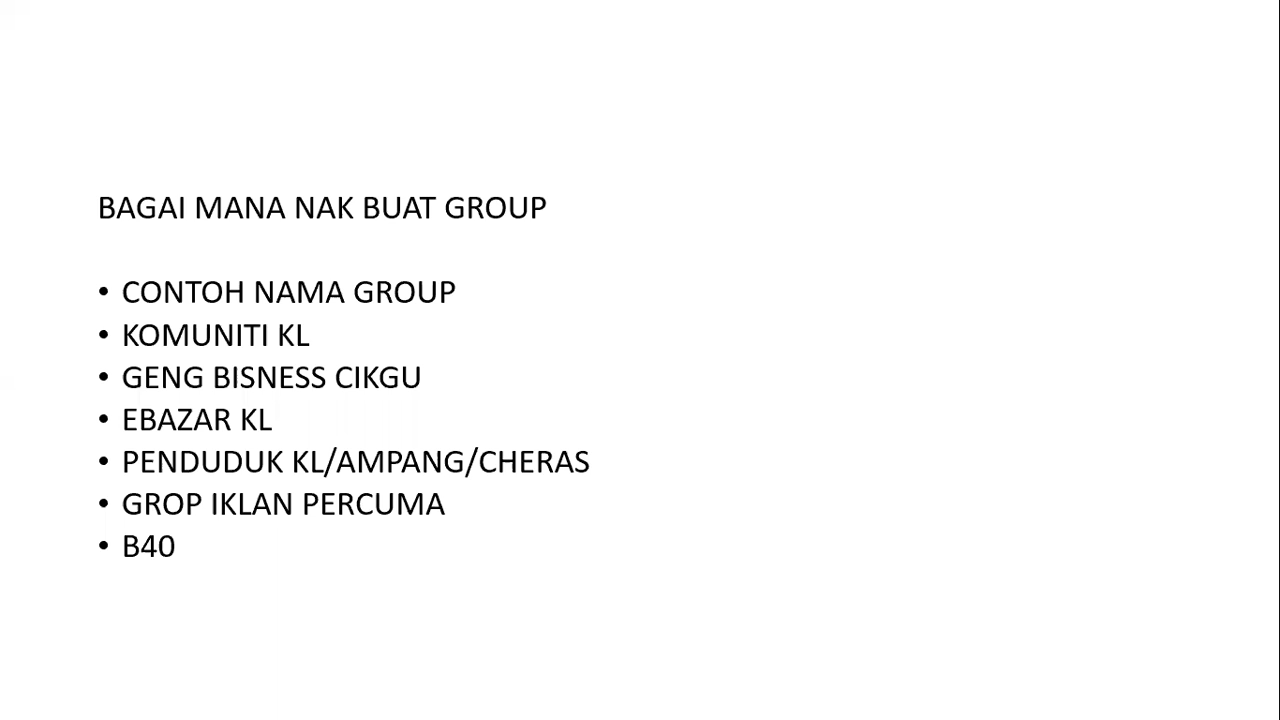 BAGAI MANA NAK BUAT GROUP
• CONTOH NAMA GROUP
• KOMUNITI KL
• GENG BISNESS CIKGU
• EBAZAR KL
• PENDUDUK KL/AMPANG/CHERAS
• GROP IKLAN PERCUMA
• B40